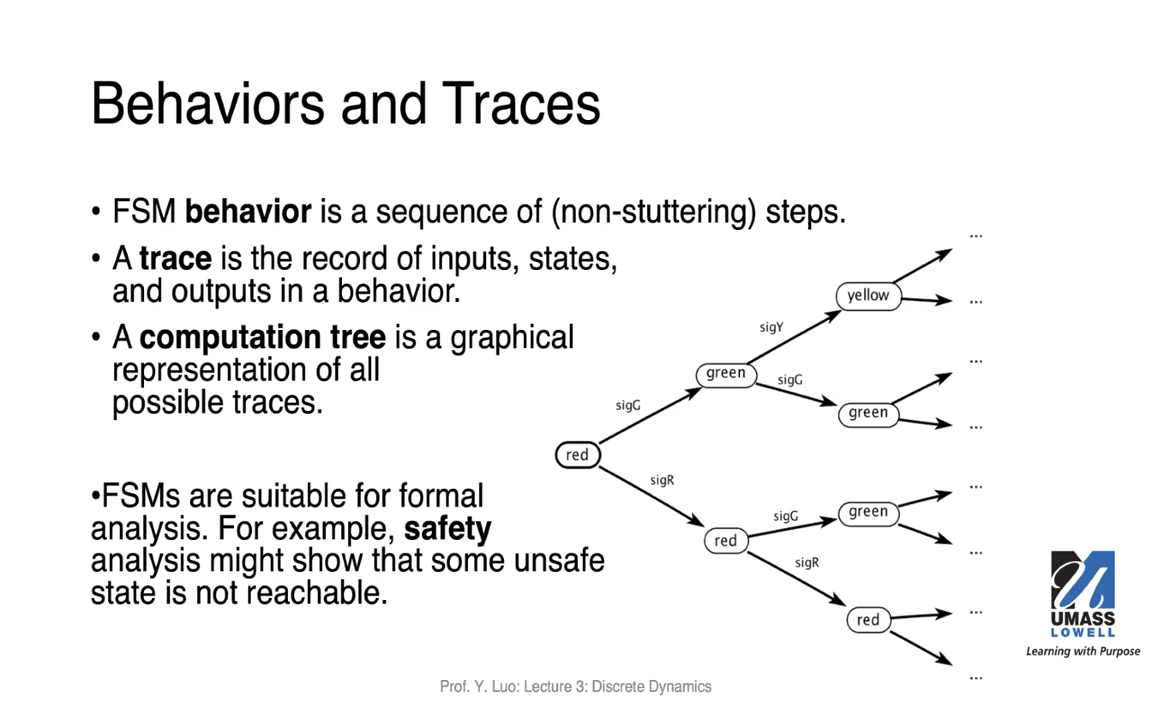 Behaviors and Traces
• FSM behavior is a sequence of (non-stuttering) steps.
• A trace is the record of inputs, states,
and outputs in a behavior.
• A computation tree is a graphical
representation of all
possible traces.
•FSMs are suitable for formal
analysis. For example, safety
analysis might show that some unsafe
state is not reachable.
red
sigG
green
sigY
yellow
...
...
sigG
green
...
...
sigR
red
sigG
green
...
...
sigR
red
...
...
UMASS
LOWELL
Learning with Purpose
Prof. Y. Luo: Lecture 3: Discrete Dynamics